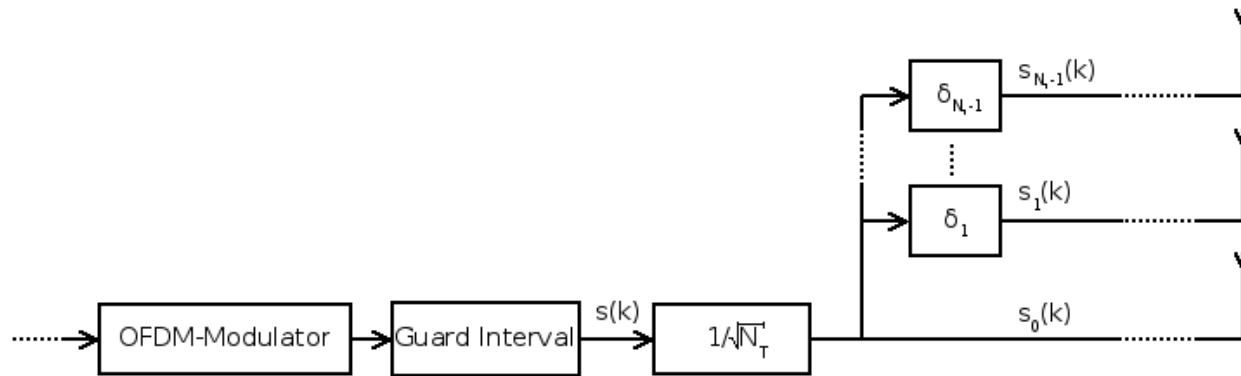 δ_{N_T-1} s_{N_T-1}(k)
δ_1 s_1(k)
OFDM-Modulator Guard Interval s(k) 1/√N_T s_0(k)